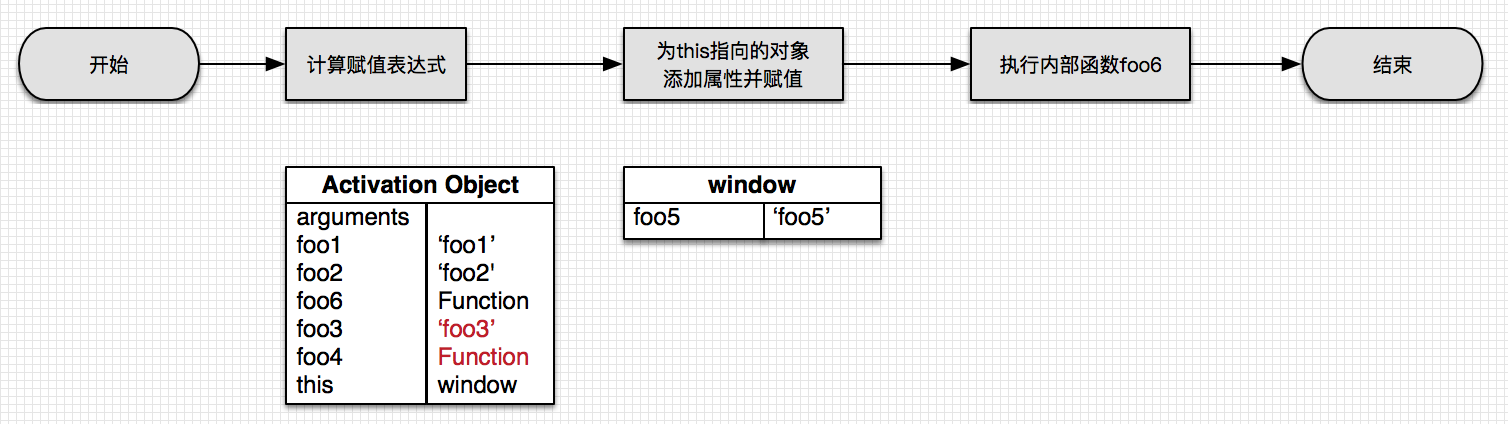 开始
计算赋值表达式
为this指向的对象
添加属性并赋值
执行内部函数foo6
结束
Activation Object
arguments
foo1 ‘foo1’
foo2 ‘foo2'
foo6 Function
foo3 ‘foo3’
foo4 Function
this window
window
foo5 ‘foo5’